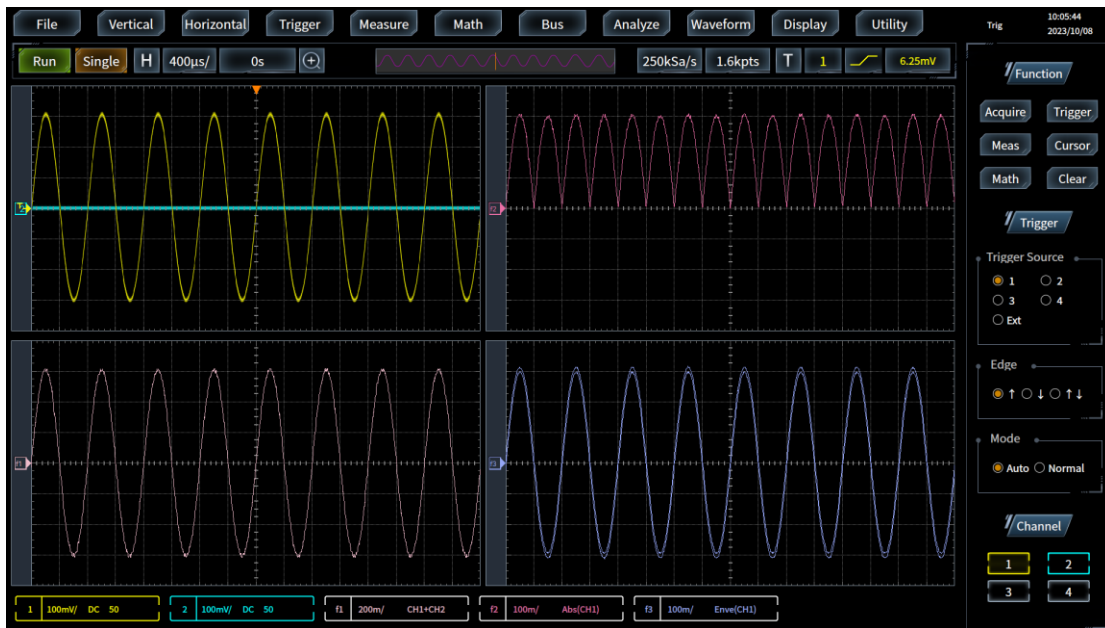 File Vertical Horizontal Trigger Measure Math Bus Analyze Waveform Display Utility Trig 10:05:44
2023/10/08
Run Single H 400μs/ 0s 250kSa/s 1.6kpts T 1 6.25mV
Function
Acquire Trigger
Meas Cursor
Math Clear
Trigger
Trigger Source
1 2
3 4
Ext
Edge
↑ ↓ ↑↓
Mode
Auto Normal
Channel
1 2
3 4
f2
f1
f3
1 100mV/ DC 50
2 100mV/ DC 50
f1 200m/ CH1+CH2
f2 100m/ Abs(CH1)
f3 100m/ Enve(CH1)